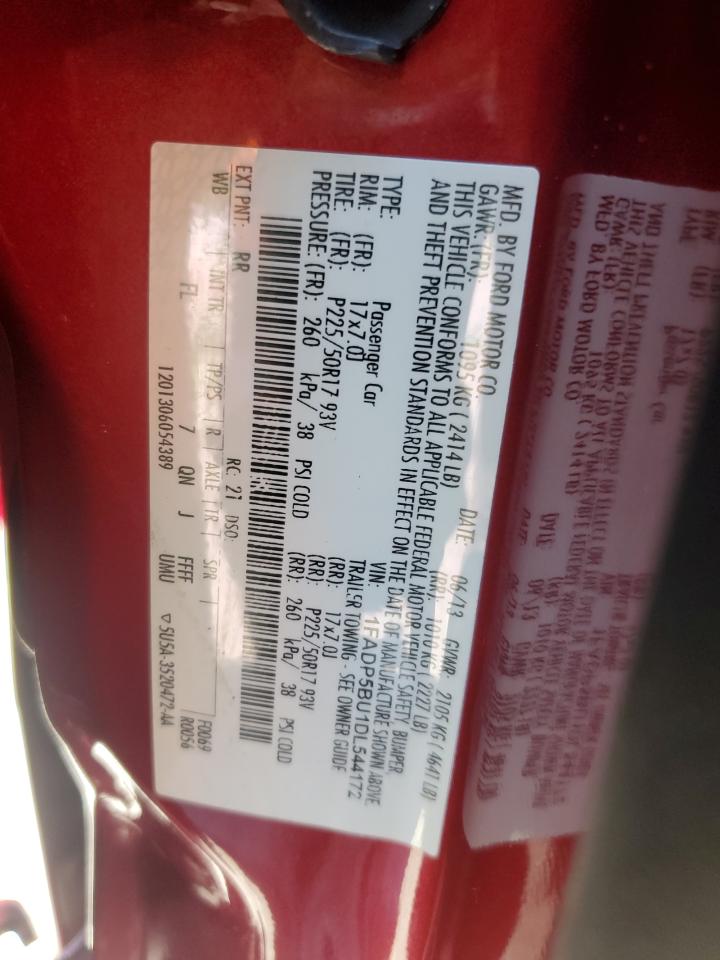 MFD. BY FORD MOTOR CO.
DATE: 06/13 GVWR: 2105 KG ( 4641 LB)
GAWR: (FR): 1095 KG ( 2414 LB) (RR): 1010 KG ( 2227 LB)
THIS VEHICLE CONFORMS TO ALL APPLICABLE FEDERAL MOTOR VEHICLE SAFETY, BUMPER,
AND THEFT PREVENTION STANDARDS IN EFFECT ON THE DATE OF MANUFACTURE SHOWN ABOVE.
VIN: 1FADP5BU1DL544172
TYPE: Passenger Car TRAILER TOWING - SEE OWNER GUIDE
RIM: (FR): 17x7.0J (RR): 17x7.0J
TIRE: (FR): P225/50R17 93V (RR): P225/50R17 93V
PRESSURE: (FR): 260 kPa/ 38 PSI COLD (RR): 260 kPa/ 38 PSI COLD
EXT PNT: RR RC: 21 DSO: F0069
WB INT TR TP/PS R AXLE TR SPR R0056
FL 7 QN J FFFF
1201306054389 UMU ▽5U5A-3520472-AA